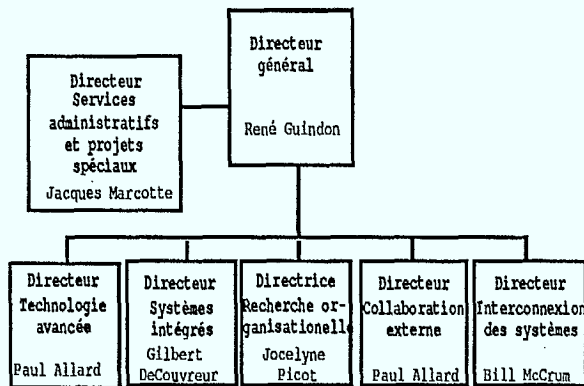 Directeur
général
René Guindon
Directeur
Services
administratifs
et projets
spéciaux
Jacques Marcotte
Directeur
Technologie
avancée
Paul Allard
Directeur
Systèmes
intégrés
Gilbert
DeCouvreur
Directrice
Recherche or-
ganisationelle
Jocelyne
Picot
Directeur
Collaboration
externe
Paul Allard
Directeur
Interconnexion
des systèmes
Bill McCrum